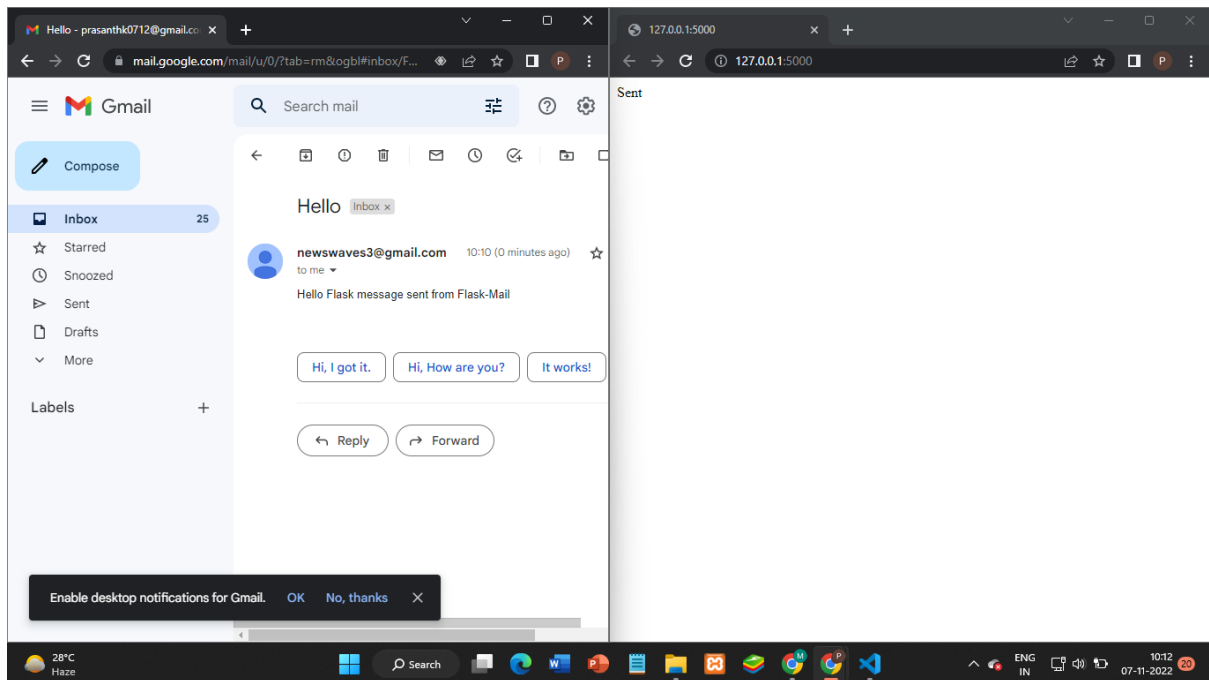 Hello - prasanthk0712@gmail.co
127.0.0.1:5000
mail.google.com/mail/u/0/?tab=rm&ogbl#inbox/F...
P
127.0.0.1:5000
P
Gmail
Search mail
Sent
Compose
Inbox 25
Starred
Snoozed
Sent
Drafts
More
Labels
Hello Inbox ×
newswaves3@gmail.com 10:10 (0 minutes ago)
to me
Hello Flask message sent from Flask-Mail
Hi, I got it.
Hi, How are you?
It works!
Reply
Forward
Enable desktop notifications for Gmail. OK No, thanks
28°C
Haze
Search
M
P
ENG
IN
10:12
07-11-2022
20